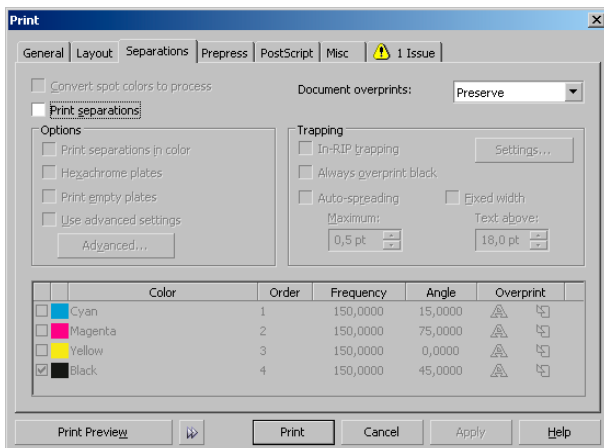 Print
General Layout Separations Prepress PostScript Misc 1 Issue
Convert spot colors to process Document overprints: Preserve
Print separations
Options Trapping
Print separations in color In-RIP trapping Settings...
Hexachrome plates Always overprint black
Print empty plates Auto-spreading Fixed width
Use advanced settings Maximum: Text above:
Advanced... 0,5 pt 18,0 pt
Color Order Frequency Angle Overprint
Cyan 1 150,0000 15,0000
Magenta 2 150,0000 75,0000
Yellow 3 150,0000 0,0000
Black 4 150,0000 45,0000
Print Preview Print Cancel Apply Help